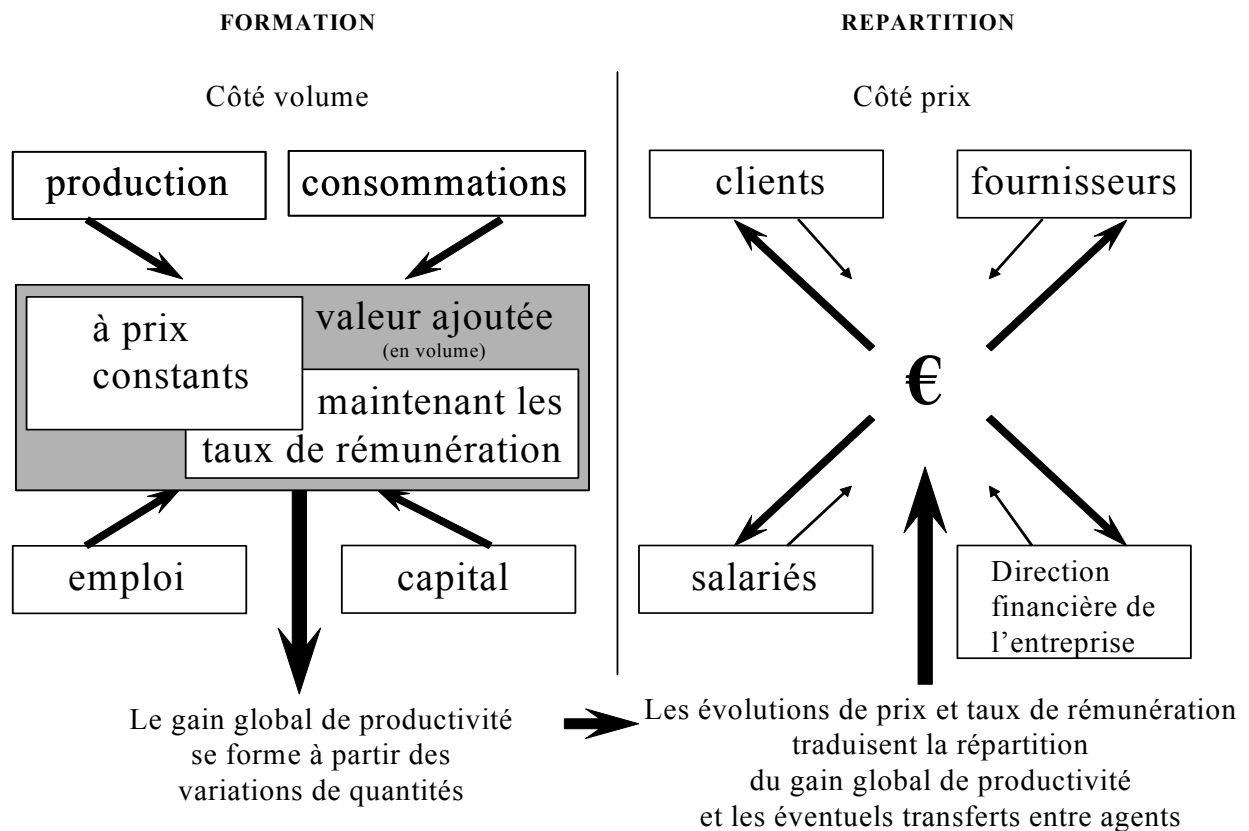 FORMATION
Côté volume
production
consommations
à prix
constants
valeur ajoutée
(en volume)
maintenant les
taux de rémunération
emploi
capital
Le gain global de productivité
se forme à partir des
variations de quantités
REPARTITION
Côté prix
clients
fournisseurs
€
salariés
Direction
financière de
l'entreprise
Les évolutions de prix et taux de rémunération
traduisent la répartition
du gain global de productivité
et les éventuels transferts entre agents